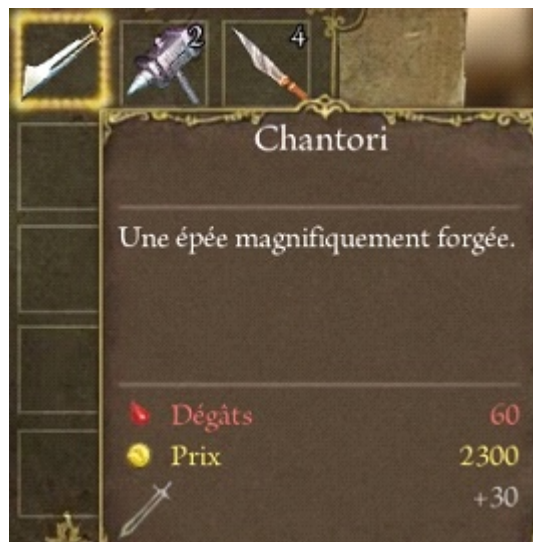 2
4
Chantori
Une épée magnifiquement forgée.
Dégâts 60
Prix 2300
+30